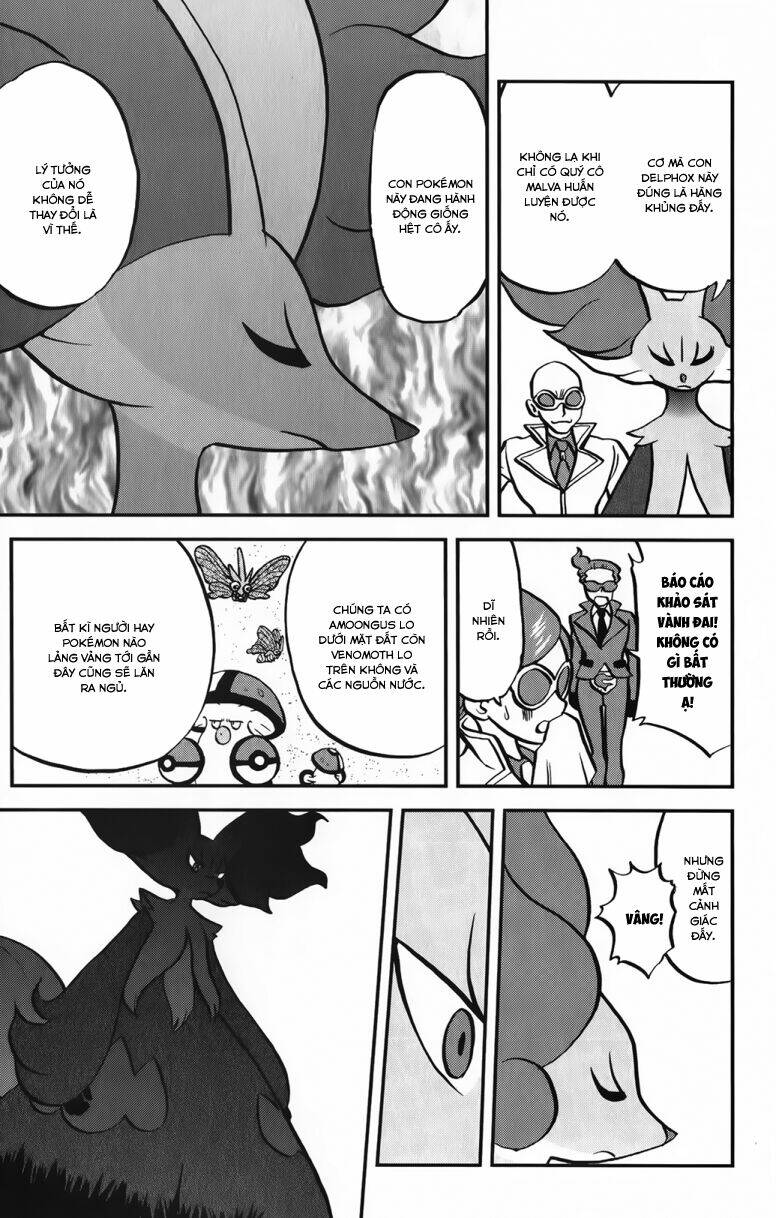 CƠ MÀ CON
DELPHOX NÀY
ĐÚNG LÀ HÀNG
KHỦNG ĐẤY.
KHÔNG LẠ KHI
CHỈ CÓ QUÝ CÔ
MALVA HUẤN
LUYỆN ĐƯỢC
NÓ.
CON POKÉMON
NÀY ĐANG HÀNH
ĐỘNG GIỐNG
HỆT CÔ ẤY.
LÝ TƯỞNG
CỦA NÓ
KHÔNG DỄ
THAY ĐỔI LÀ
VÌ THẾ.
BÁO CÁO
KHẢO SÁT
VÀNH ĐAI!
KHÔNG CÓ
GÌ BẤT
THƯỜNG
Ạ!
DĨ
NHIÊN
RỒI.
CHÚNG TA CÓ
AMOONGUS LO
DƯỚI MẶT ĐẤT CÒN
VENOMOTH LO
TRÊN KHÔNG VÀ
CÁC NGUỒN NƯỚC.
BẤT KÌ NGƯỜI HAY
POKÉMON NÀO
LẢNG VẢNG TỚI GẦN
ĐÂY CŨNG SẼ LĂN
RA NGỦ.
NHƯNG
ĐỪNG
MẤT
CẢNH
GIÁC
ĐẤY.
VÂNG!